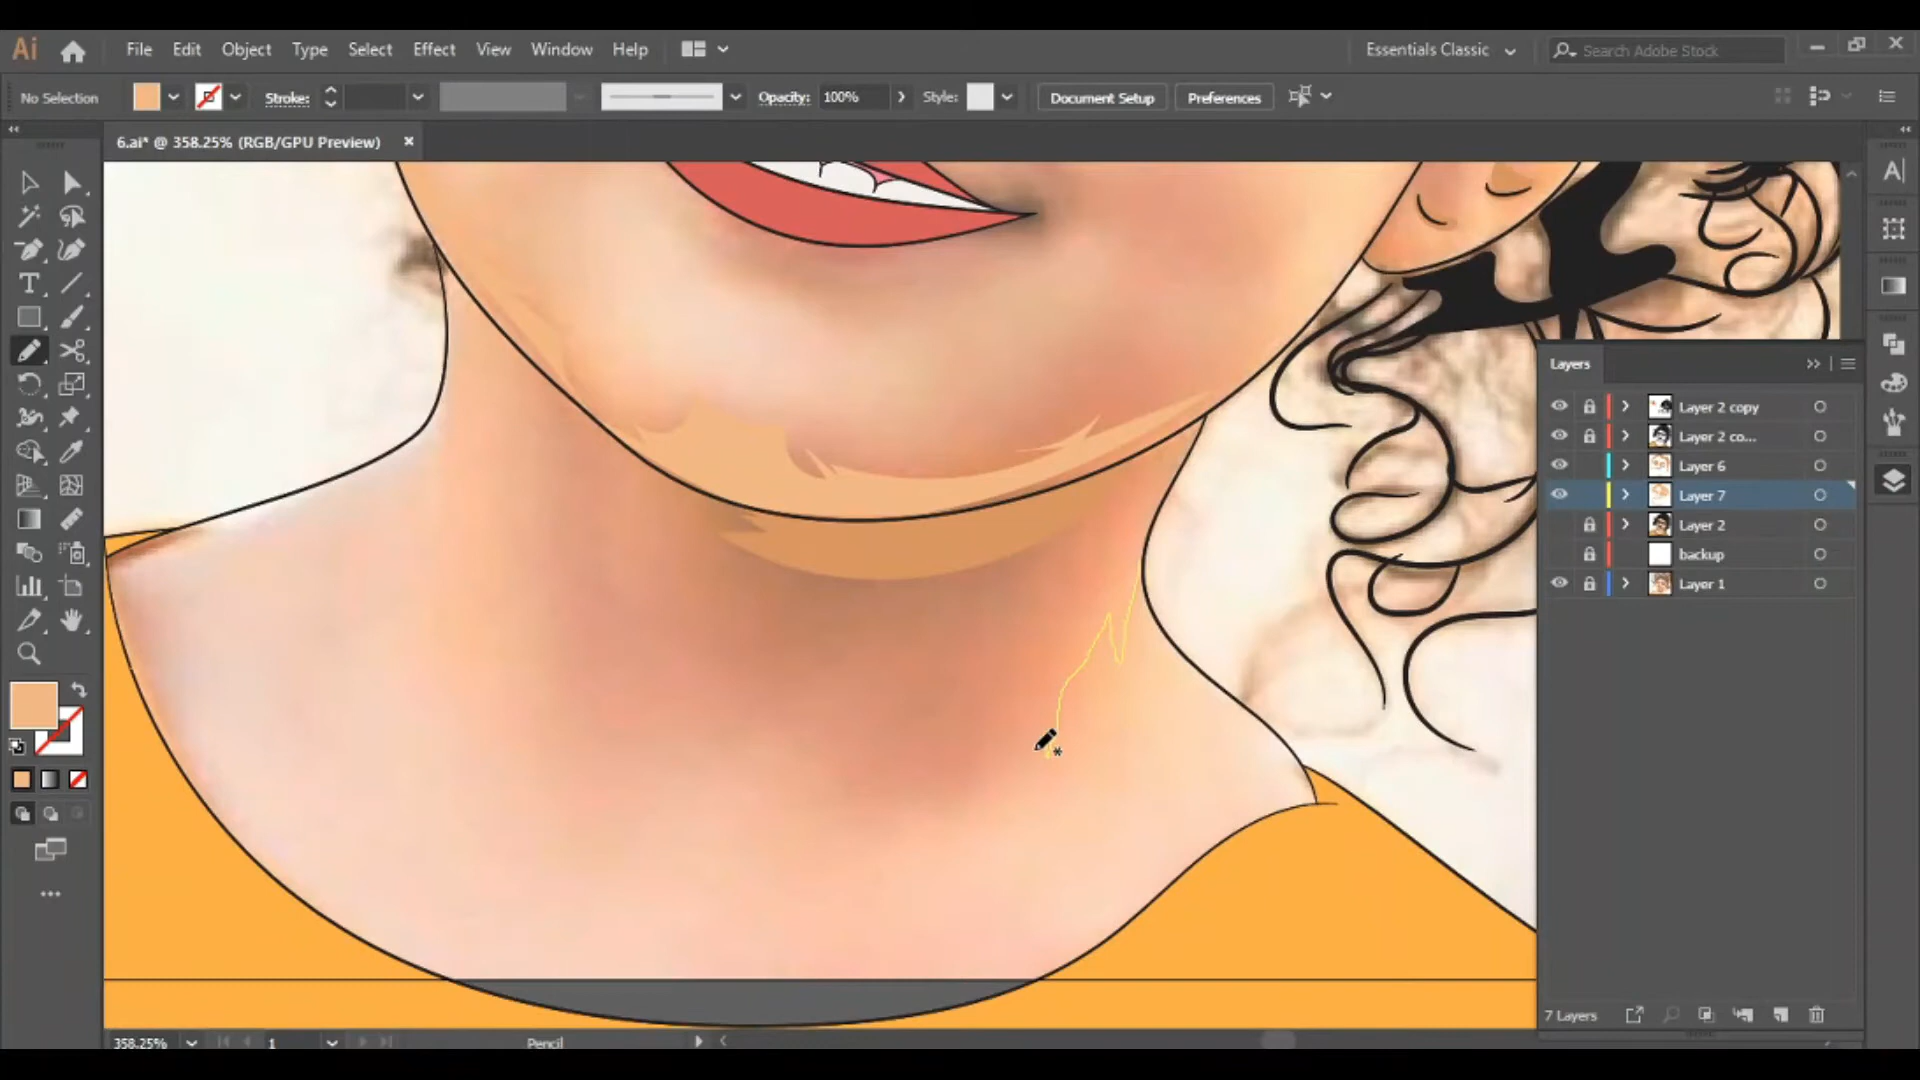 Ai File Edit Object Type Select Effect View Window Help Essentials Classic Search Adobe Stock
No Selection Stroke: Opacity: 100% Style: Document Setup Preferences
6.ai* @ 358.25% (RGB/GPU Preview)
Layers
Layer 2 copy
Layer 2 co...
Layer 6
Layer 7
Layer 2
backup
Layer 1
7 Layers
358.25% 1 Pencil